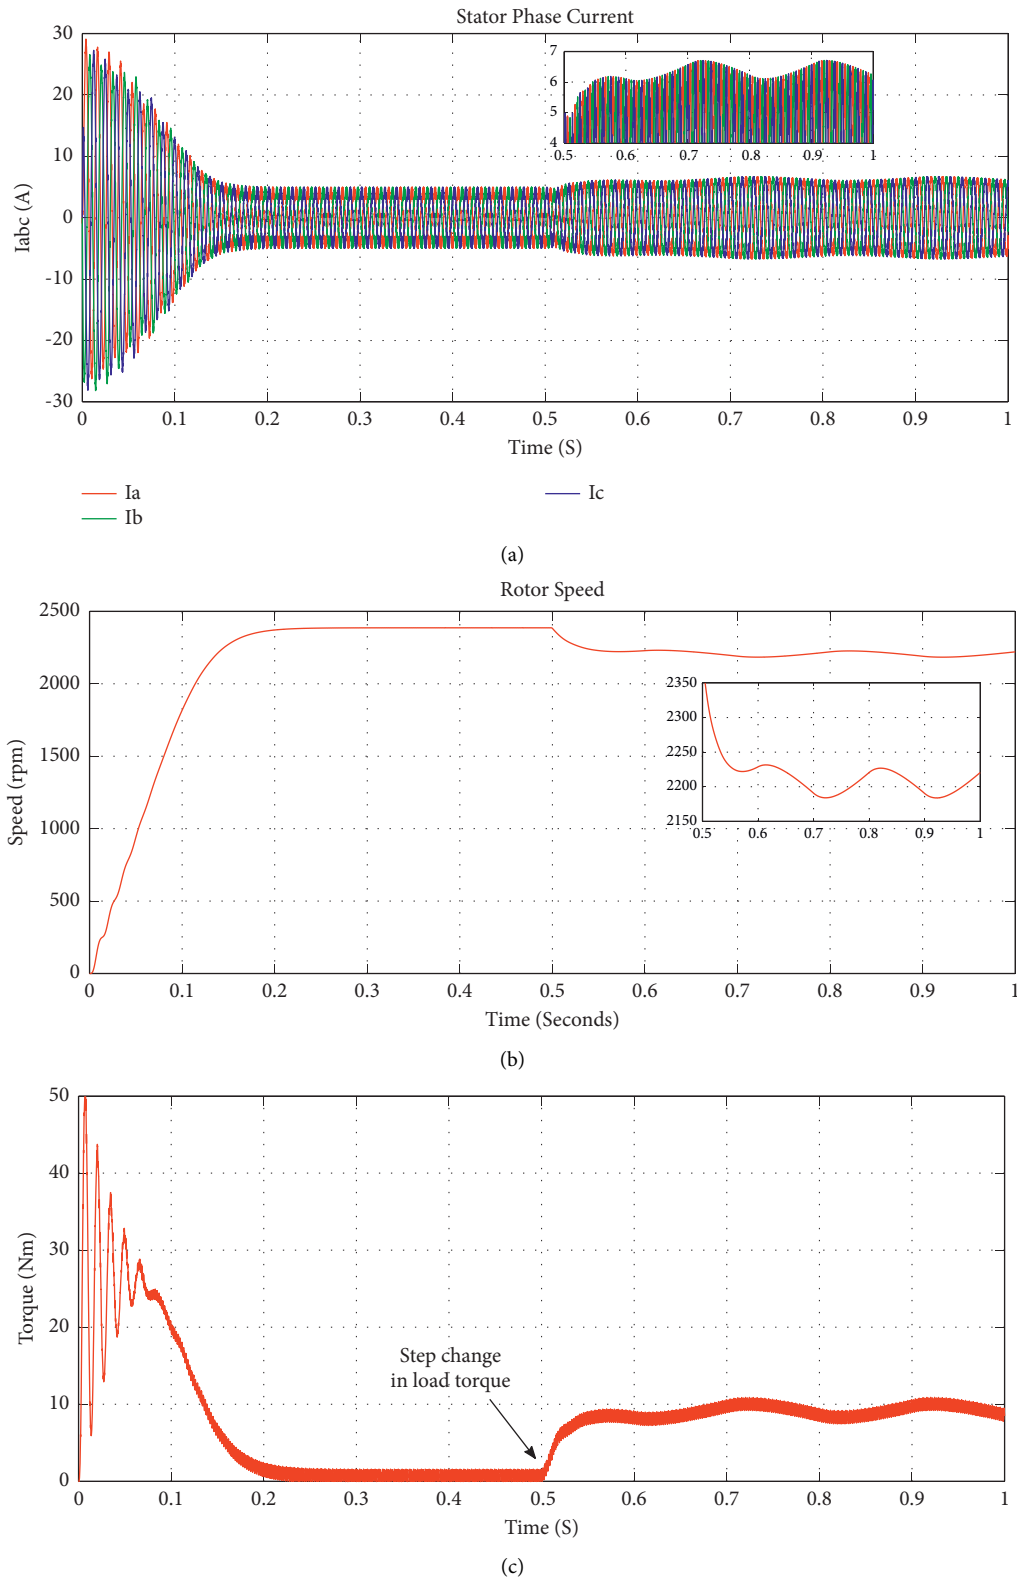 Stator Phase Current
30
20
10
0
-10
-20
-30
Iabc (A)
7
6
5
4
0.5 0.6 0.7 0.8 0.9 1
0 0.1 0.2 0.3 0.4 0.5 0.6 0.7 0.8 0.9 1
Time (S)
Ia
Ib
Ic
(a)
Rotor Speed
2500
2000
1500
1000
500
0
Speed (rpm)
2350
2300
2250
2200
2150
0.5 0.6 0.7 0.8 0.9 1
0 0.1 0.2 0.3 0.4 0.5 0.6 0.7 0.8 0.9 1
Time (Seconds)
(b)
50
40
30
20
10
0
Torque (Nm)
Step change
in load torque
0 0.1 0.2 0.3 0.4 0.5 0.6 0.7 0.8 0.9 1
Time (S)
(c)